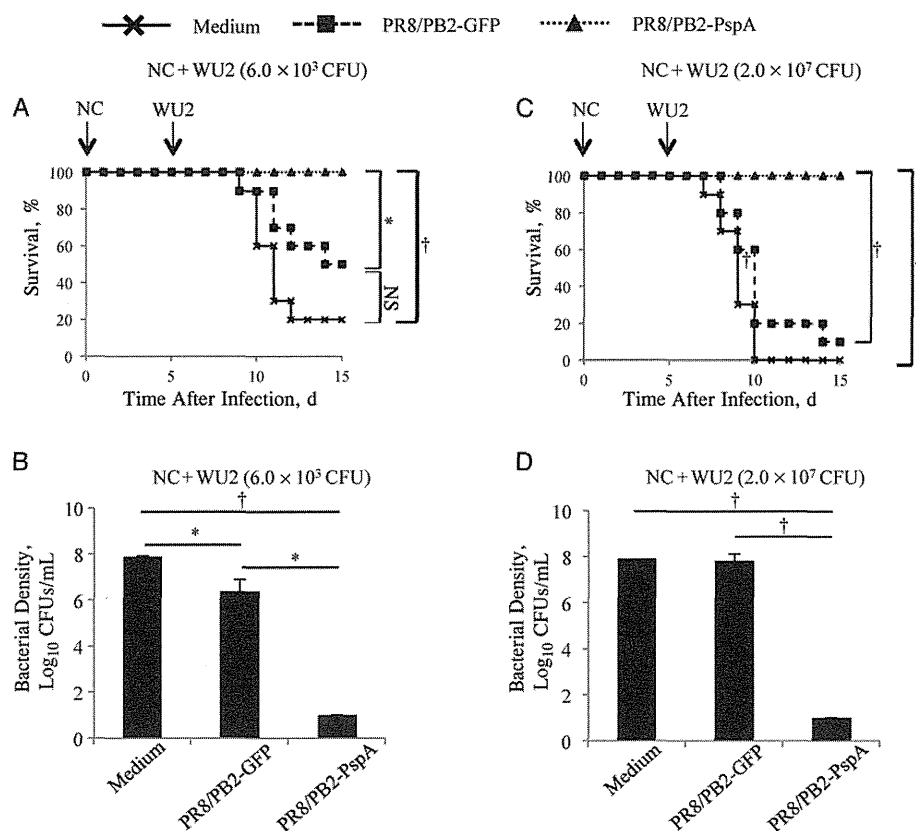 Medium PR8/PB2-GFP PR8/PB2-PspA
NC + WU2 (6.0 × 10³ CFU)
A
NC WU2
Survival, %
100
80
60
40
20
0
0 5 10 15
Time After Infection, d
*
NS
†
NC + WU2 (2.0 × 10⁷ CFU)
C
NC WU2
Survival, %
100
80
60
40
20
0
0 5 10 15
Time After Infection, d
†
†
B
NC + WU2 (6.0 × 10³ CFU)
Bacterial Density,
Log₁₀ CFUs/mL
10
8
6
4
2
0
†
*
*
Medium
PR8/PB2-GFP
PR8/PB2-PspA
D
NC + WU2 (2.0 × 10⁷ CFU)
Bacterial Density,
Log₁₀ CFUs/mL
10
8
6
4
2
0
†
†
Medium
PR8/PB2-GFP
PR8/PB2-PspA